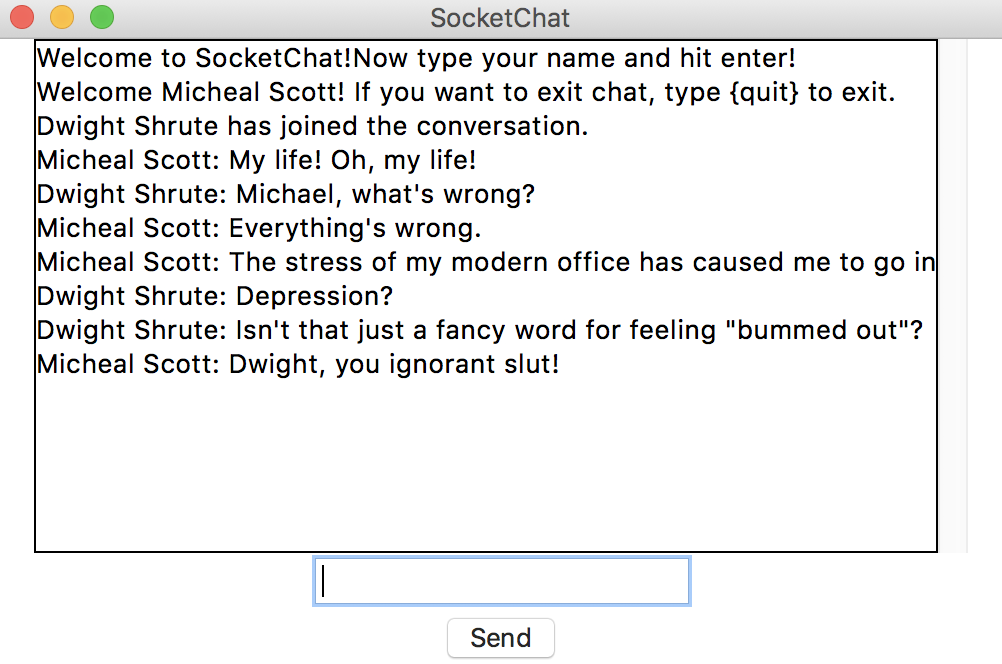 SocketChat
Welcome to SocketChat!Now type your name and hit enter!
Welcome Micheal Scott! If you want to exit chat, type {quit} to exit.
Dwight Shrute has joined the conversation.
Micheal Scott: My life! Oh, my life!
Dwight Shrute: Michael, what's wrong?
Micheal Scott: Everything's wrong.
Micheal Scott: The stress of my modern office has caused me to go in
Dwight Shrute: Depression?
Dwight Shrute: Isn't that just a fancy word for feeling "bummed out"?
Micheal Scott: Dwight, you ignorant slut!
Send